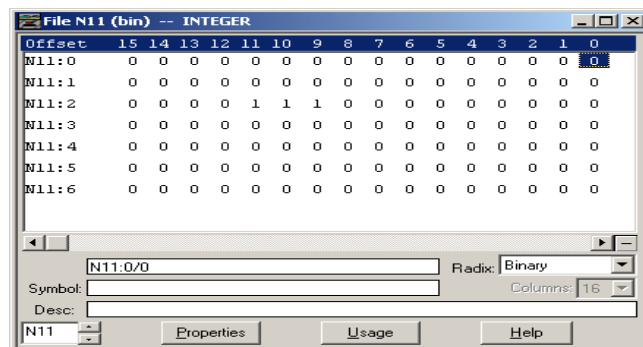 File N11 (bin) -- INTEGER
Offset 15 14 13 12 11 10 9 8 7 6 5 4 3 2 1 0
N11:0 0 0 0 0 0 0 0 0 0 0 0 0 0 0 0 0
N11:1 0 0 0 0 0 0 0 0 0 0 0 0 0 0 0 0
N11:2 0 0 0 0 1 1 1 0 0 0 0 0 0 0 0 0
N11:3 0 0 0 0 0 0 0 0 0 0 0 0 0 0 0 0
N11:4 0 0 0 0 0 0 0 0 0 0 0 0 0 0 0 0
N11:5 0 0 0 0 0 0 0 0 0 0 0 0 0 0 0 0
N11:6 0 0 0 0 0 0 0 0 0 0 0 0 0 0 0 0
N11:0/0 Radix: Binary
Symbol: Columns: 16
Desc:
N11 Properties Usage Help